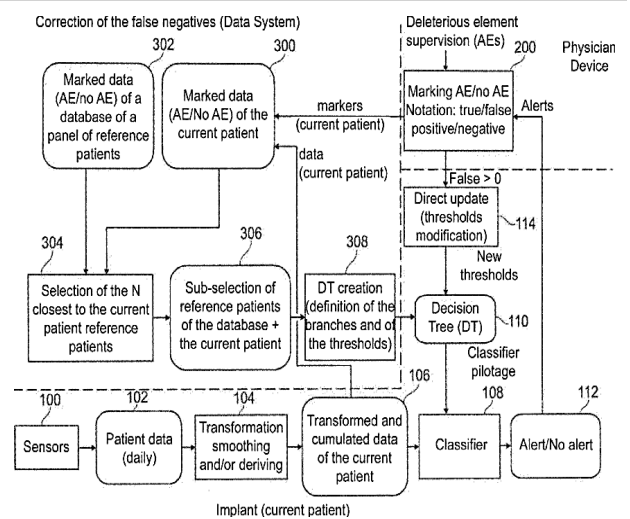 Correction of the false negatives (Data System)
302
300
Marked data
(AE/no AE) of a
database of a
panel of reference
patients
Marked data
(AE/No AE) of the
current patient
markers
(current patient)
data
(current patient)
Deleterious element
supervision (AEs)
200
Physician
Device
Marking AE/no AE
Notation: true/false
positive/negative
Alerts
False > 0
Direct update
(thresholds
modification)
114
New
thresholds
304
Selection of the N
closest to the current
patient reference
patients
306
Sub-selection of
reference patients
of the database +
the current patient
308
DT creation
(definition of the
branches and of
the thresholds)
Decision
Tree (DT)
110
Classifier
pilotage
100
Sensors
102
Patient data
(daily)
104
Transformation
smoothing
and/or deriving
106
Transformed and
cumulated data
of the current
patient
108
Classifier
112
Alert/No alert
Implant (current patient)